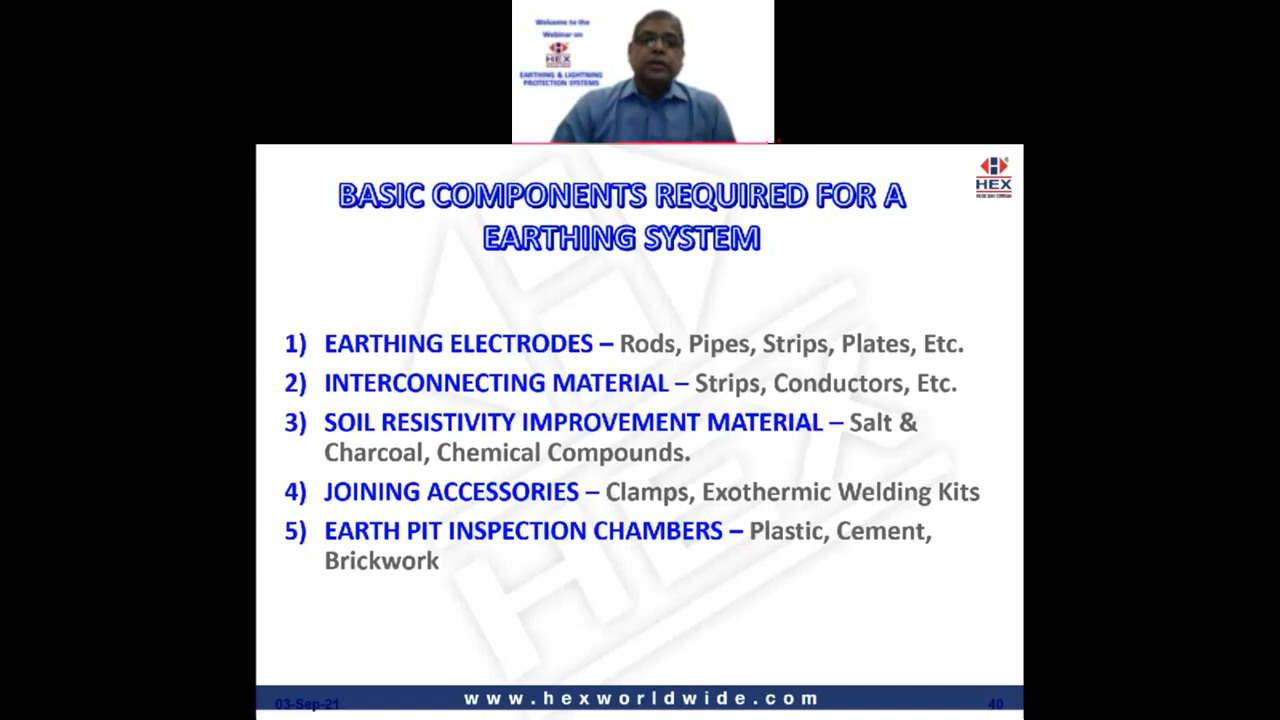 Welcome to the
Webinar on
HEX
EARTHING & LIGHTNING
PROTECTION SYSTEMS
HEX
BASIC COMPONENTS REQUIRED FOR A
EARTHING SYSTEM
1) EARTHING ELECTRODES – Rods, Pipes, Strips, Plates, Etc.
2) INTERCONNECTING MATERIAL – Strips, Conductors, Etc.
3) SOIL RESISTIVITY IMPROVEMENT MATERIAL – Salt &
Charcoal, Chemical Compounds.
4) JOINING ACCESSORIES – Clamps, Exothermic Welding Kits
5) EARTH PIT INSPECTION CHAMBERS – Plastic, Cement,
Brickwork
HEX
03-Sep-21
www.hexworldwide.com
40